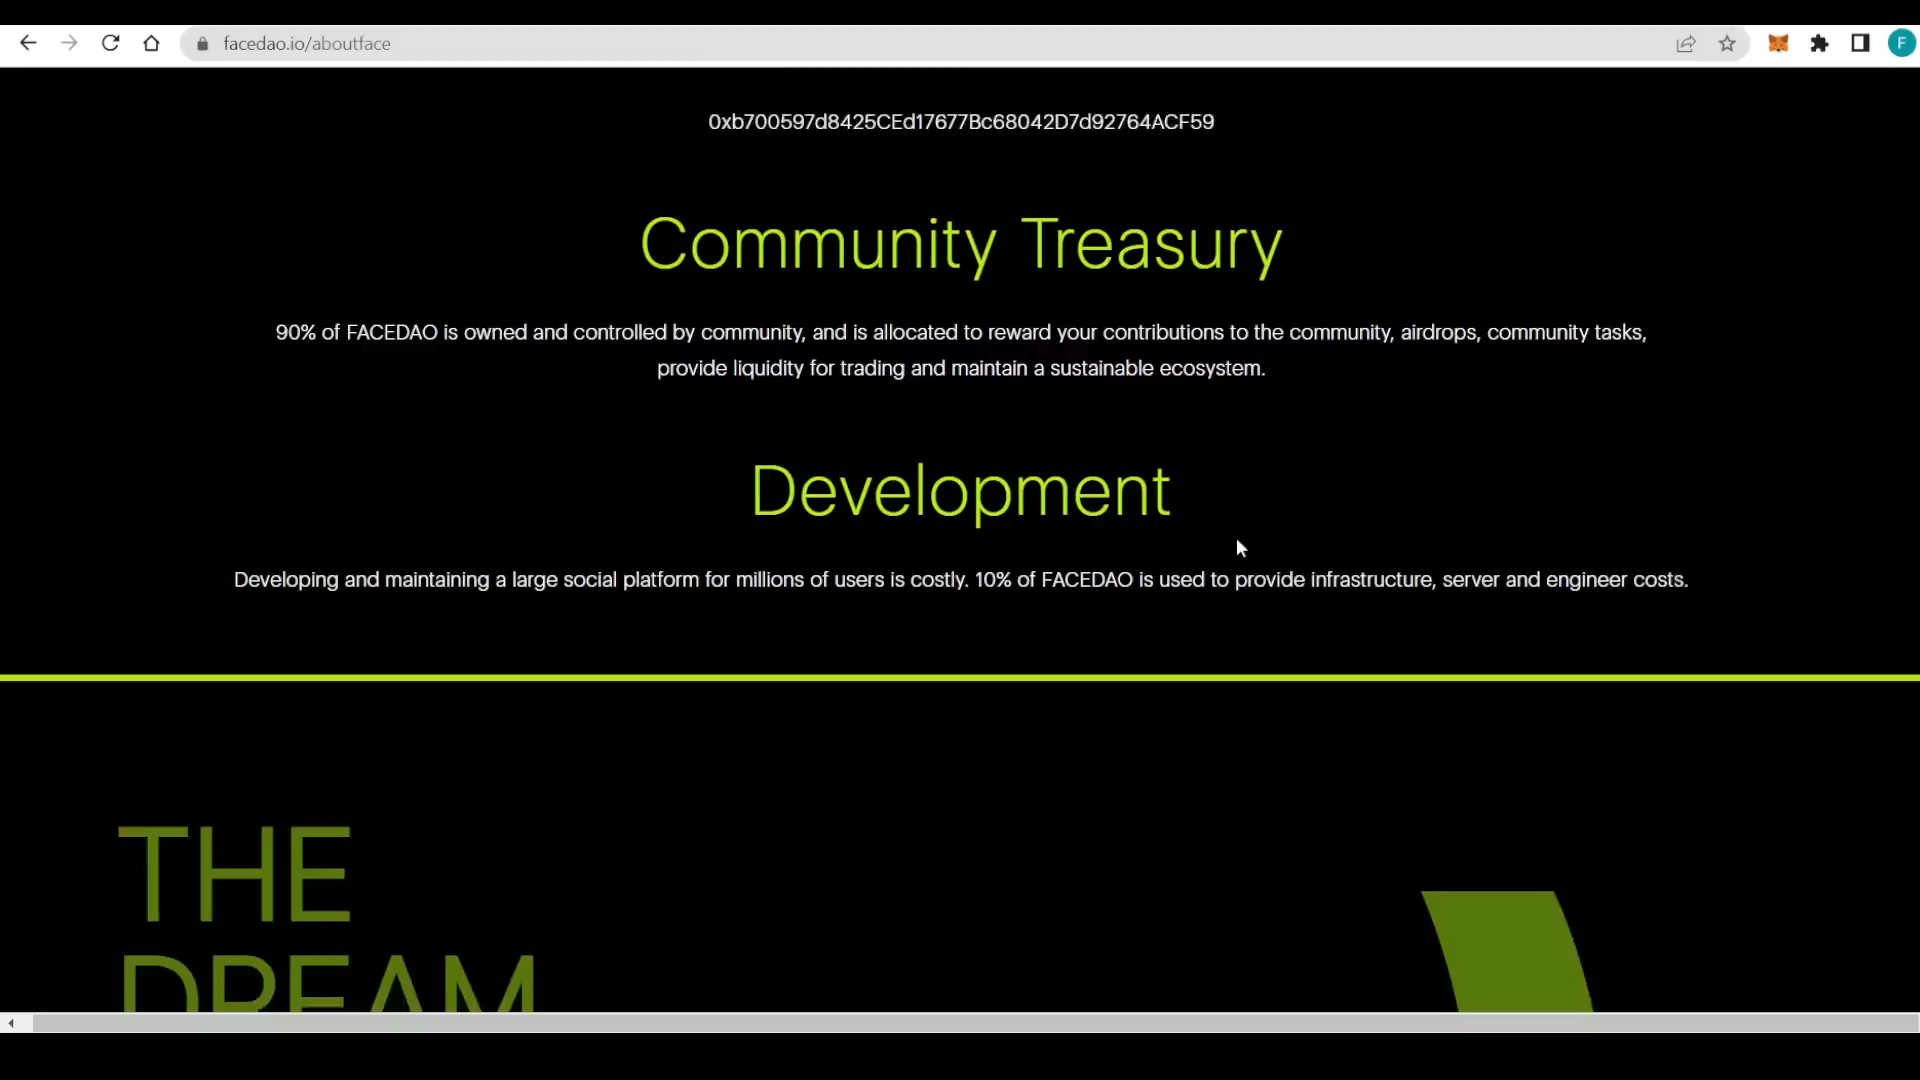 facedao.io/aboutface
F
0xb700597d8425CEd17677Bc68042D7d92764ACF59
Community Treasury
90% of FACEDAO is owned and controlled by community, and is allocated to reward your contributions to the community, airdrops, community tasks,
provide liquidity for trading and maintain a sustainable ecosystem.
Development
Developing and maintaining a large social platform for millions of users is costly. 10% of FACEDAO is used to provide infrastructure, server and engineer costs.
THE
DREAM